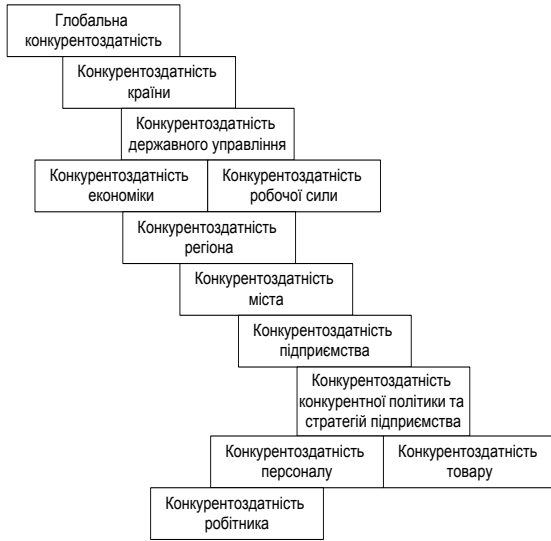 Глобальна
конкурентоздатність
Конкурентоздатність
країни
Конкурентоздатність
державного управління
Конкурентоздатність
економіки
Конкурентоздатність
робочої сили
Конкурентоздатність
регіона
Конкурентоздатність
міста
Конкурентоздатність
підприємства
Конкурентоздатність
конкурентної політики та
стратегій підприємства
Конкурентоздатність
персоналу
Конкурентоздатність
товару
Конкурентоздатність
робітника